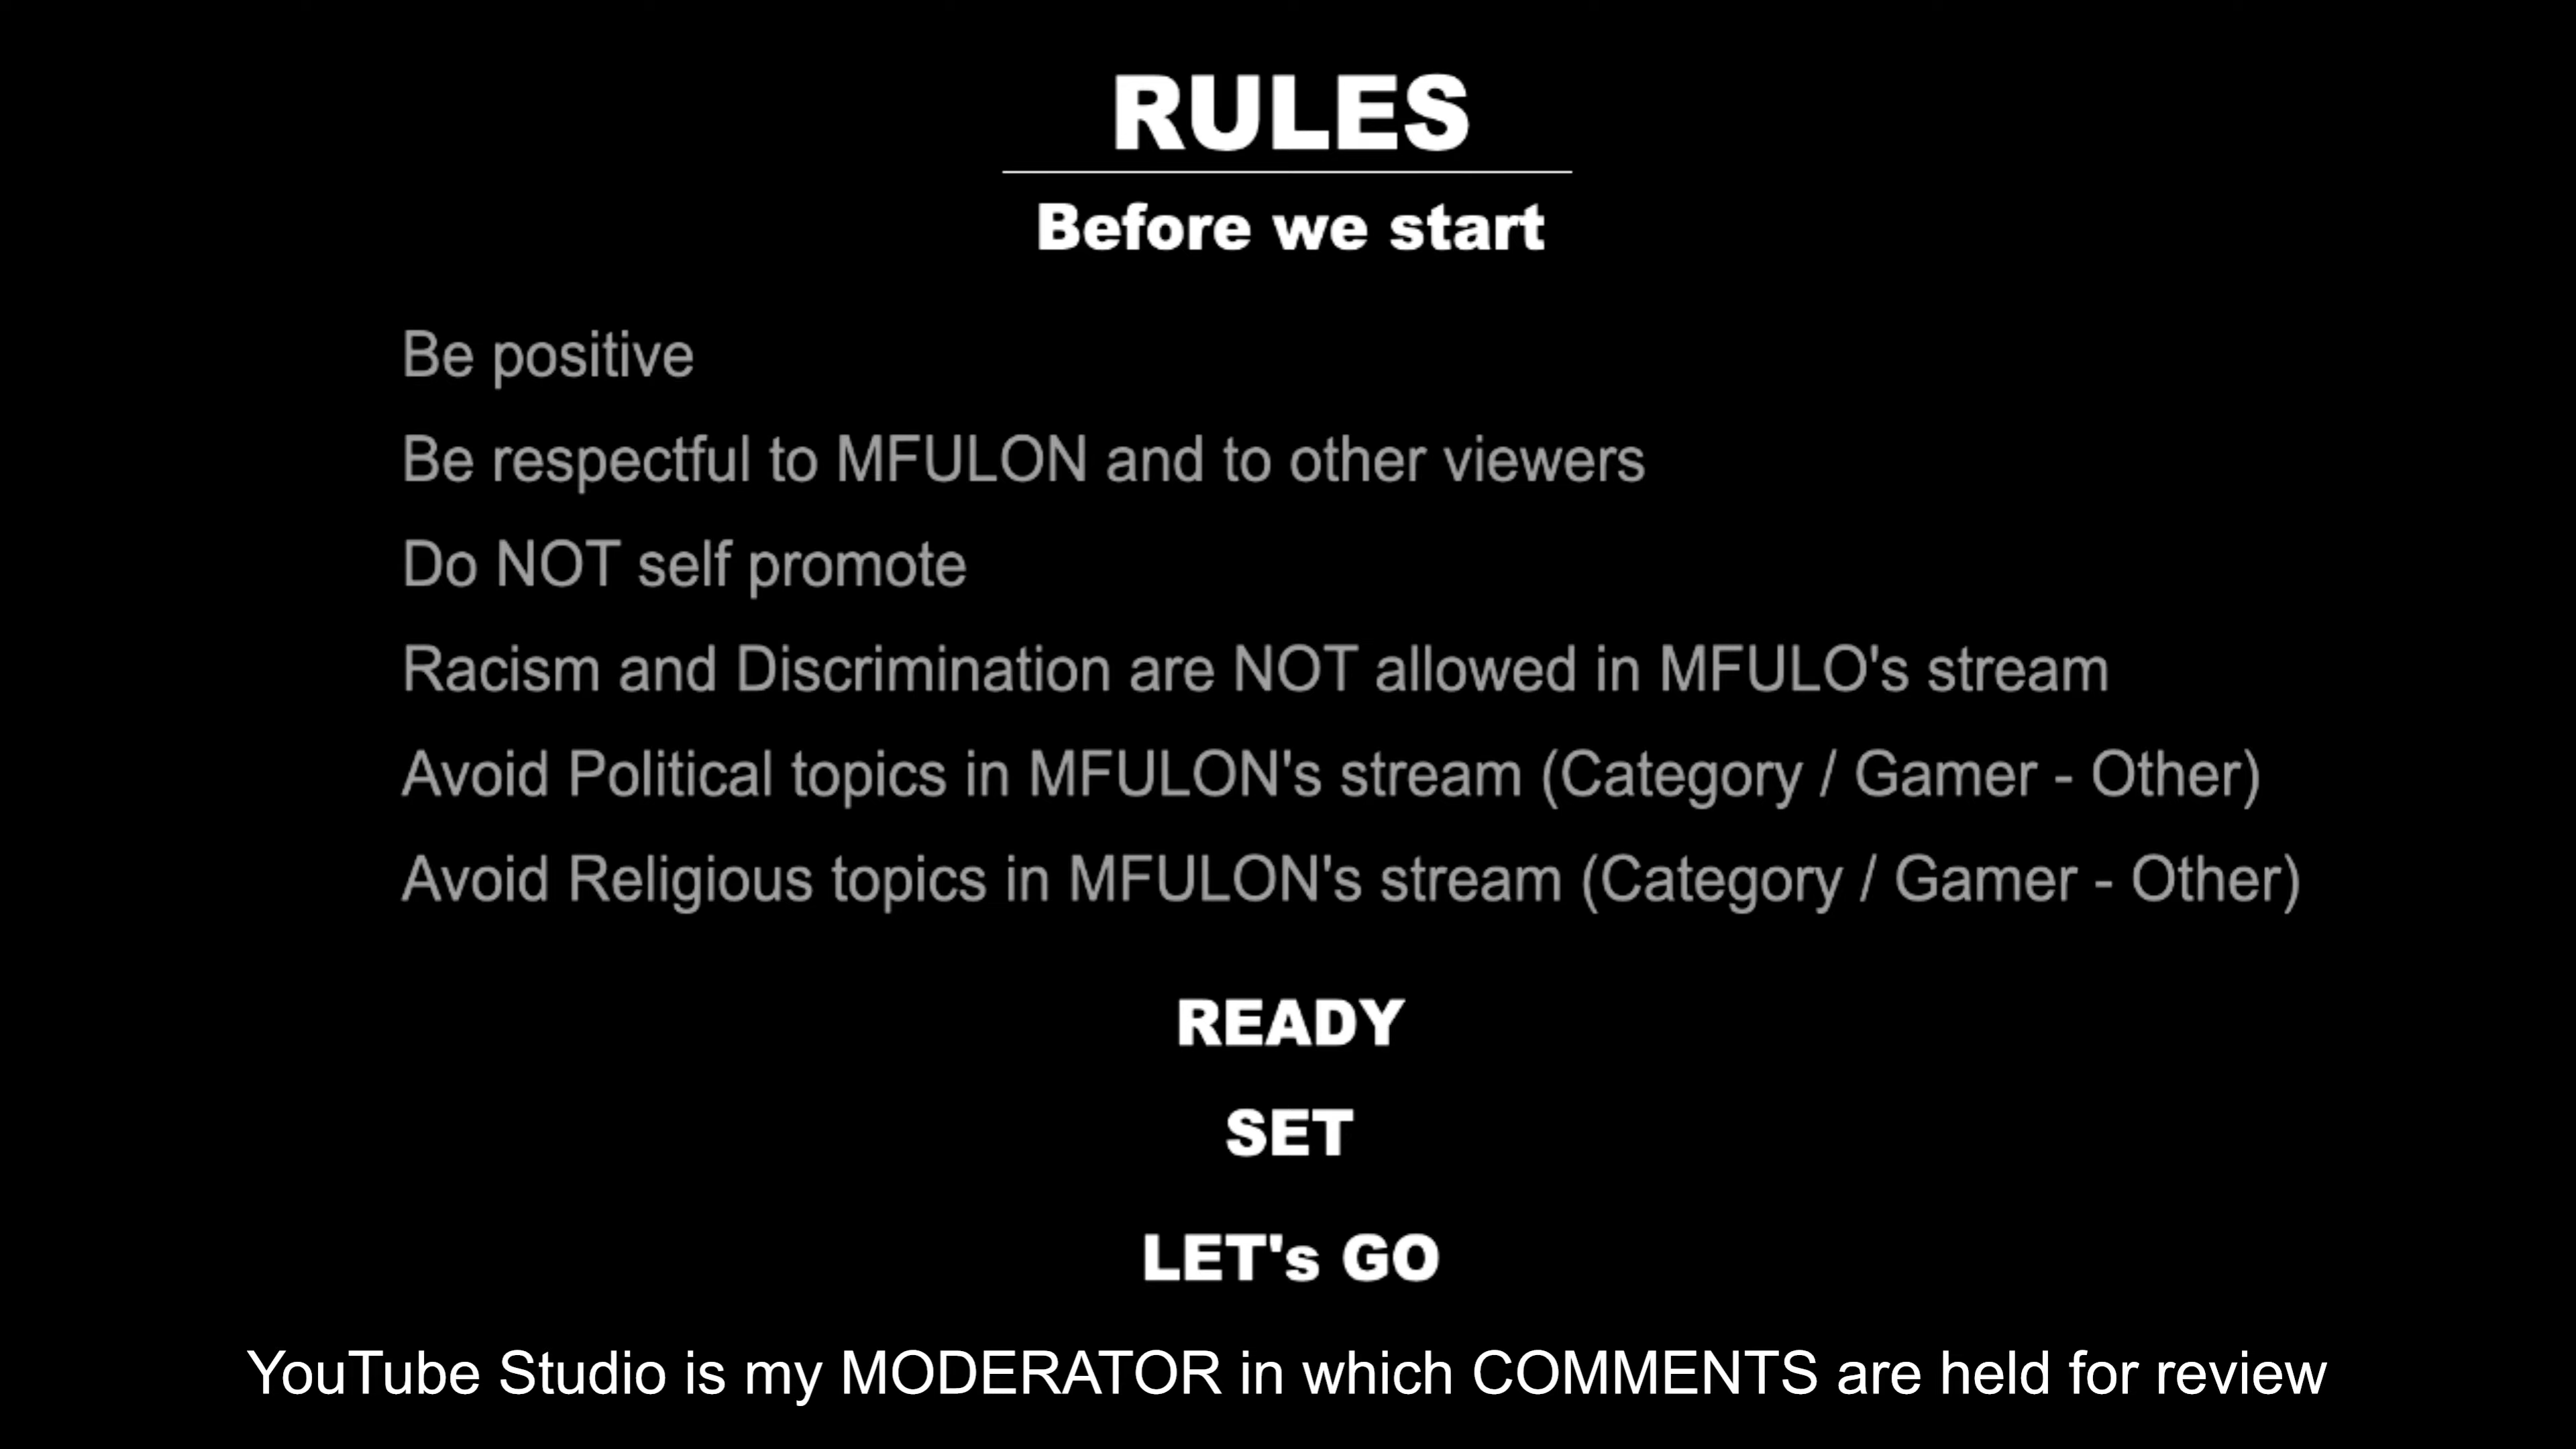 RULES
Before we start
Be positive
Be respectful to MFULON and to other viewers
Do NOT self promote
Racism and Discrimination are NOT allowed in MFULO's stream
Avoid Political topics in MFULON's stream (Category / Gamer - Other)
Avoid Religious topics in MFULON's stream (Category / Gamer - Other)
READY
SET
LET's GO
YouTube Studio is my MODERATOR in which COMMENTS are held for review